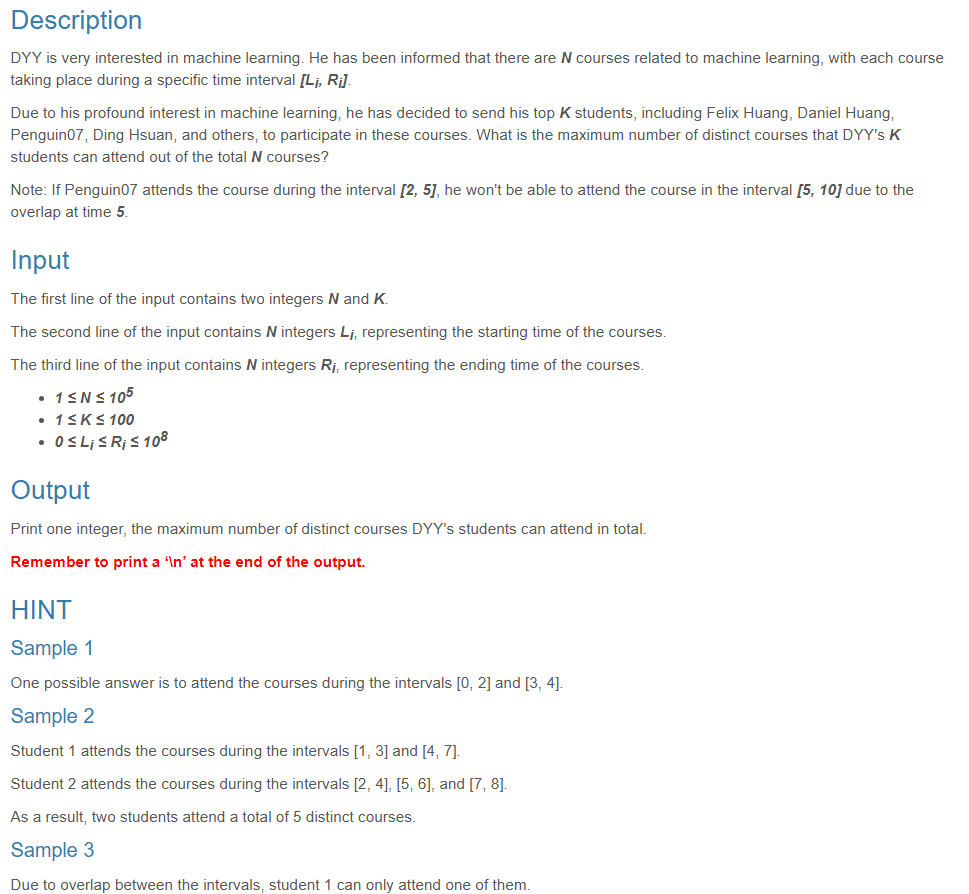 Description
DYY is very interested in machine learning. He has been informed that there are N courses related to machine learning, with each course
taking place during a specific time interval [Li, Ri].
Due to his profound interest in machine learning, he has decided to send his top K students, including Felix Huang, Daniel Huang,
Penguin07, Ding Hsuan, and others, to participate in these courses. What is the maximum number of distinct courses that DYY's K
students can attend out of the total N courses?
Note: If Penguin07 attends the course during the interval [2, 5], he won't be able to attend the course in the interval [5, 10] due to the
overlap at time 5.
Input
The first line of the input contains two integers N and K.
The second line of the input contains N integers Li, representing the starting time of the courses.
The third line of the input contains N integers Ri, representing the ending time of the courses.
• 1 ≤ N ≤ 10^5
• 1 ≤ K ≤ 100
• 0 ≤ Li ≤ Ri ≤ 10^8
Output
Print one integer, the maximum number of distinct courses DYY's students can attend in total.
Remember to print a ‘\n’ at the end of the output.
HINT
Sample 1
One possible answer is to attend the courses during the intervals [0, 2] and [3, 4].
Sample 2
Student 1 attends the courses during the intervals [1, 3] and [4, 7].
Student 2 attends the courses during the intervals [2, 4], [5, 6], and [7, 8].
As a result, two students attend a total of 5 distinct courses.
Sample 3
Due to overlap between the intervals, student 1 can only attend one of them.